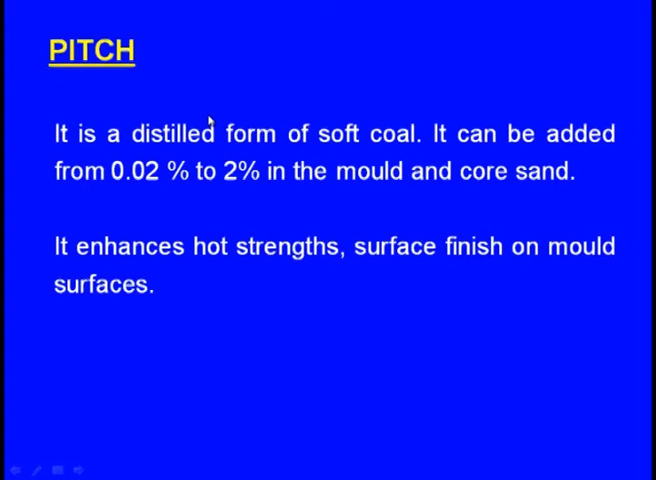 PITCH
It is a distilled form of soft coal. It can be added
from 0.02 % to 2% in the mould and core sand.
It enhances hot strengths, surface finish on mould
surfaces.